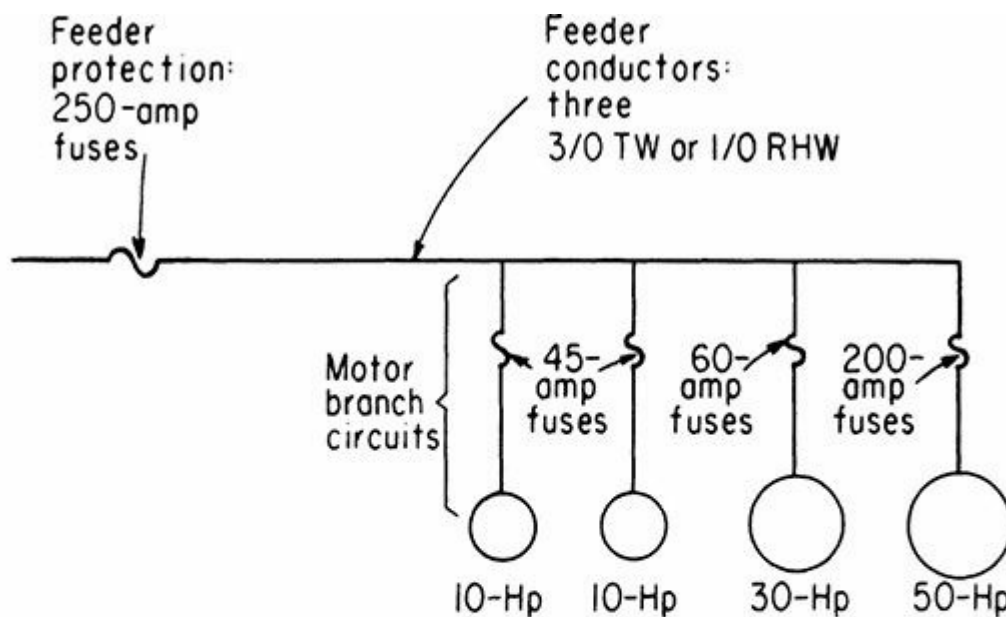 Feeder
protection:
250-amp
fuses
Feeder
conductors:
three
3/0 TW or 1/0 RHW
Motor
branch
circuits
45-
amp
fuses
60-
amp
fuses
200-
amp
fuses
10-Hp
10-Hp
30-Hp
50-Hp